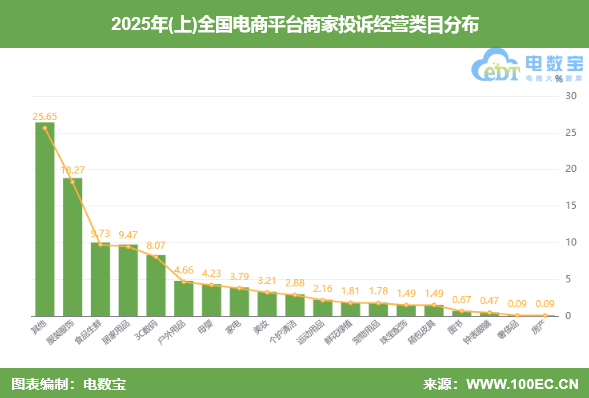 2025年(上)全国电商平台商家投诉经营类目分布
电数宝
电商大数据库
eDT
%
30
25
20
15
10
5
0
25.65
18.27
9.73
9.47
8.07
4.66
4.23
3.79
3.21
2.88
2.16
1.81
1.78
1.49
1.49
0.67
0.47
0.09
0.09
其他
服装服饰
食品生鲜
居家用品
3C数码
户外用品
母婴
家电
美妆
个护清洁
运动用品
鲜花绿植
宠物用品
珠宝配饰
箱包皮具
图书
钟表眼镜
奢侈品
房产
图表编制：电数宝
来源：WWW.100EC.CN